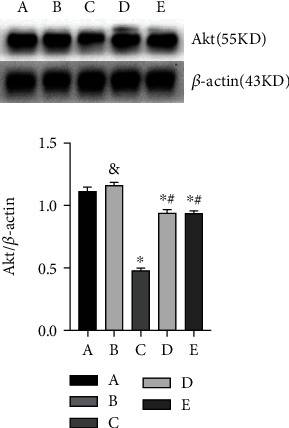 A B C D E
Akt(55KD)
β-actin(43KD)
1.5
1.0
0.5
0.0
Akt/β-actin
&
*
*#
*#
A B C D E
A
B
C
D
E